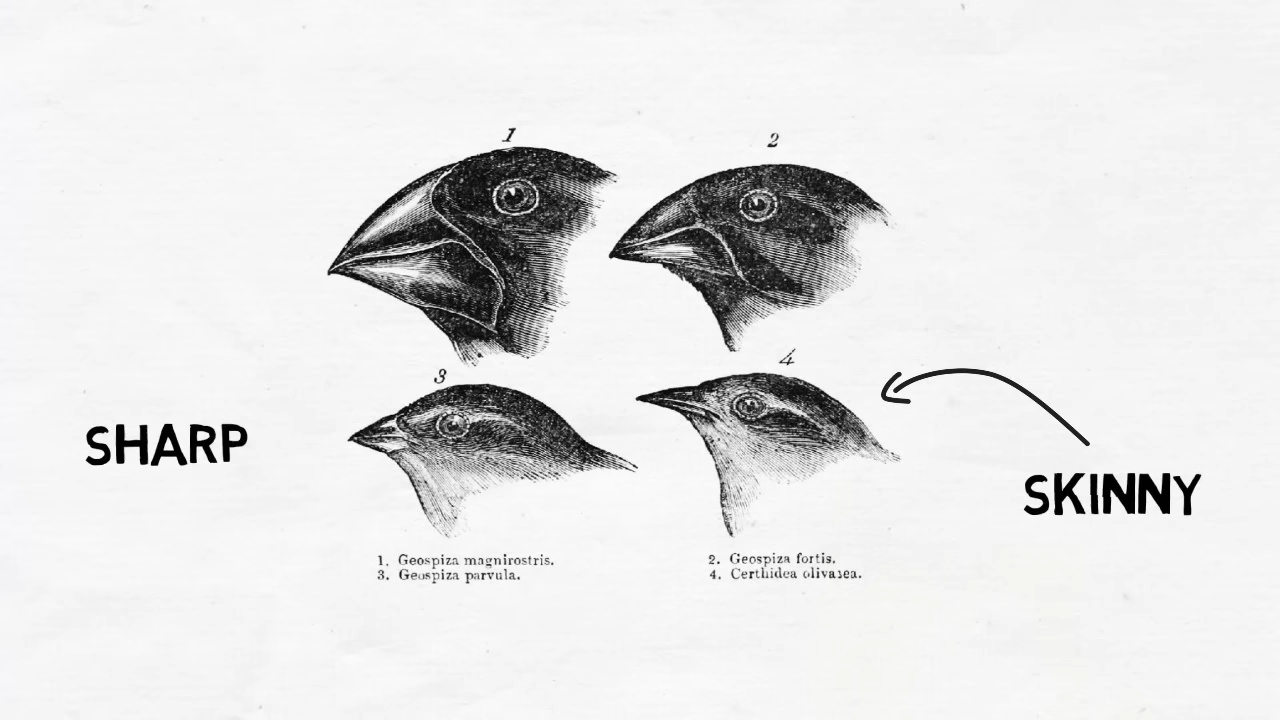 1
2
3
4
SHARP
SKINNY
1. Geospiza magnirostris.
2. Geospiza fortis.
3. Geospiza parvula.
4. Certhidea olivasea.